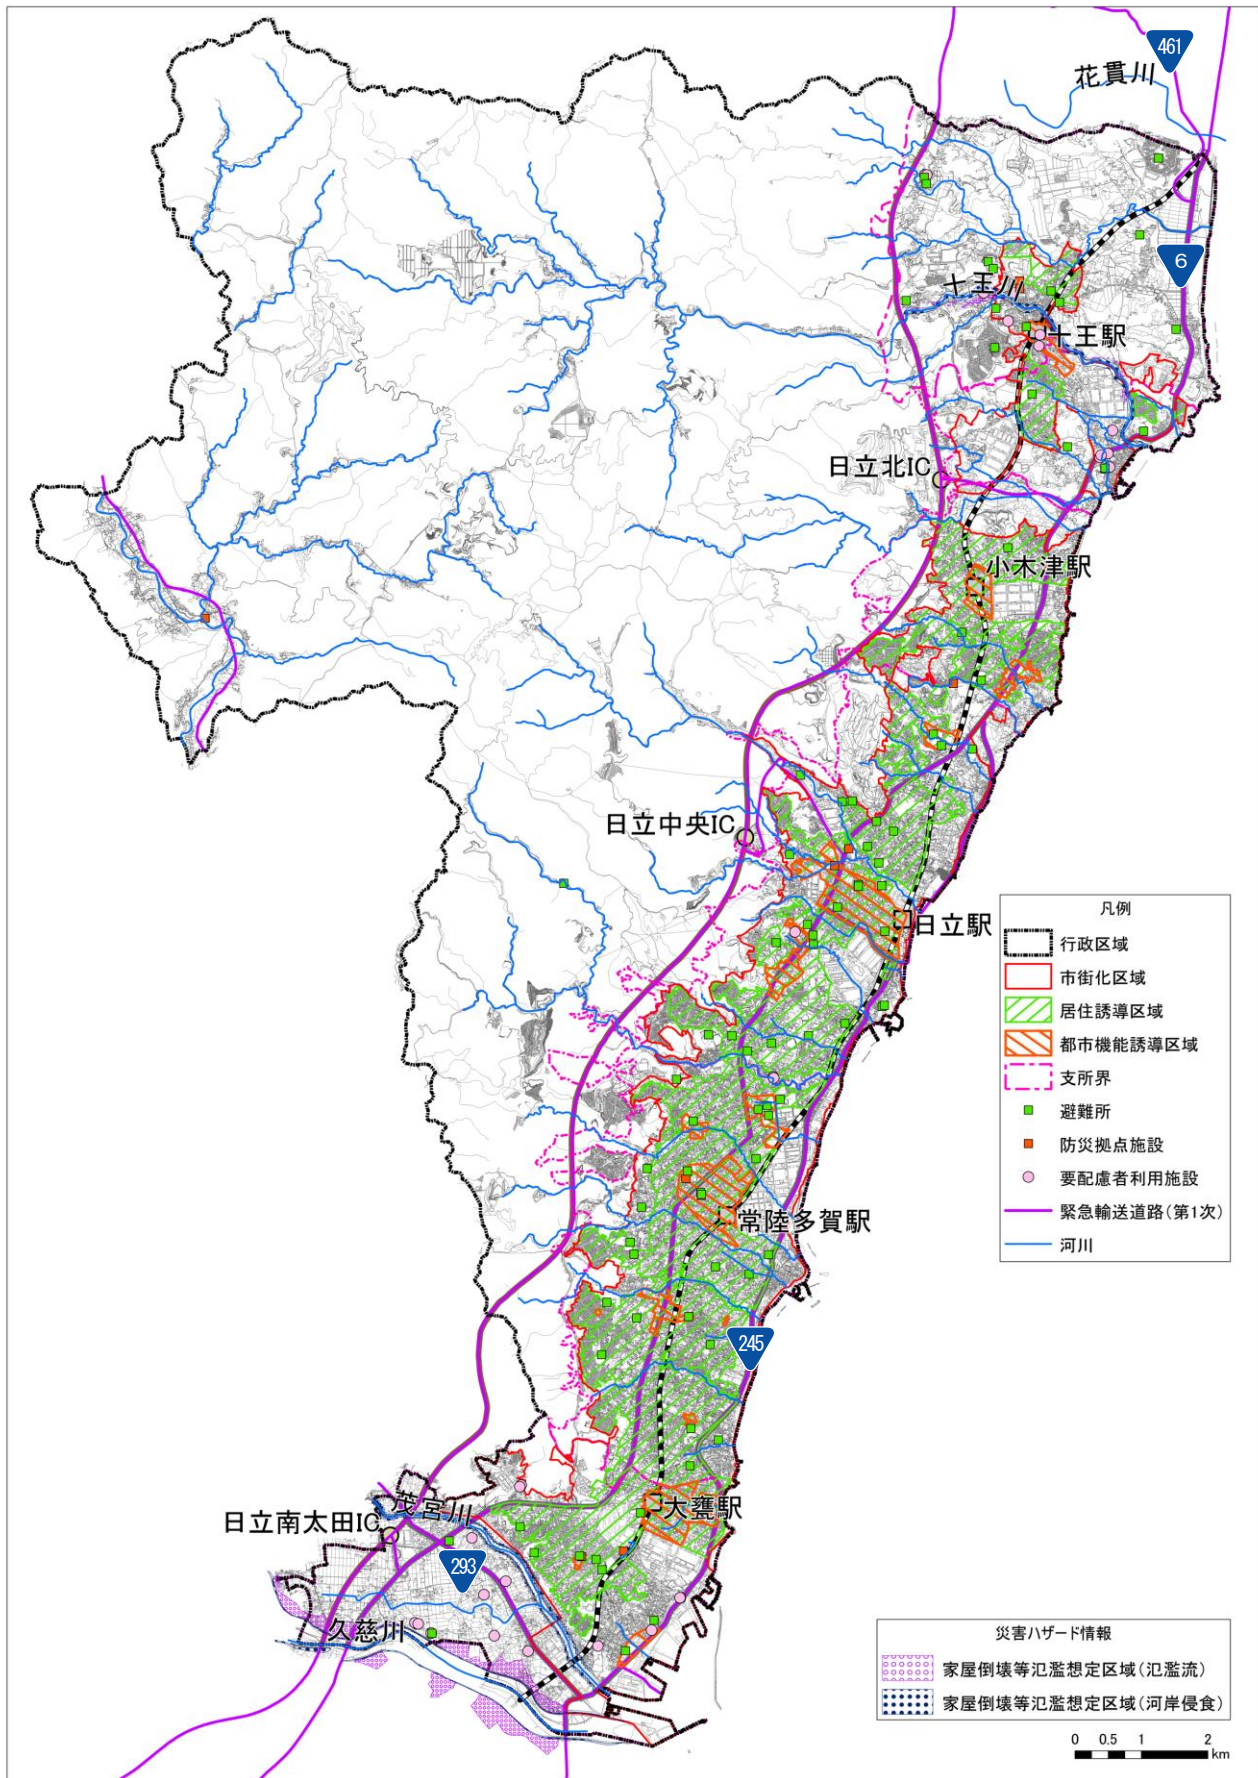 461
花貫川
6
十王川
十王駅
日立北IC
小木津駅
日立中央IC
日立駅
常陸多賀駅
245
大甕駅
茂宮川
日立南太田IC
293
久慈川
凡例
行政区域
市街化区域
居住誘導区域
都市機能誘導区域
支所界
避難所
防災拠点施設
要配慮者利用施設
緊急輸送道路(第1次)
河川
災害ハザード情報
家屋倒壊等氾濫想定区域(氾濫流)
家屋倒壊等氾濫想定区域(河岸侵食)
0 0.5 1 2
km